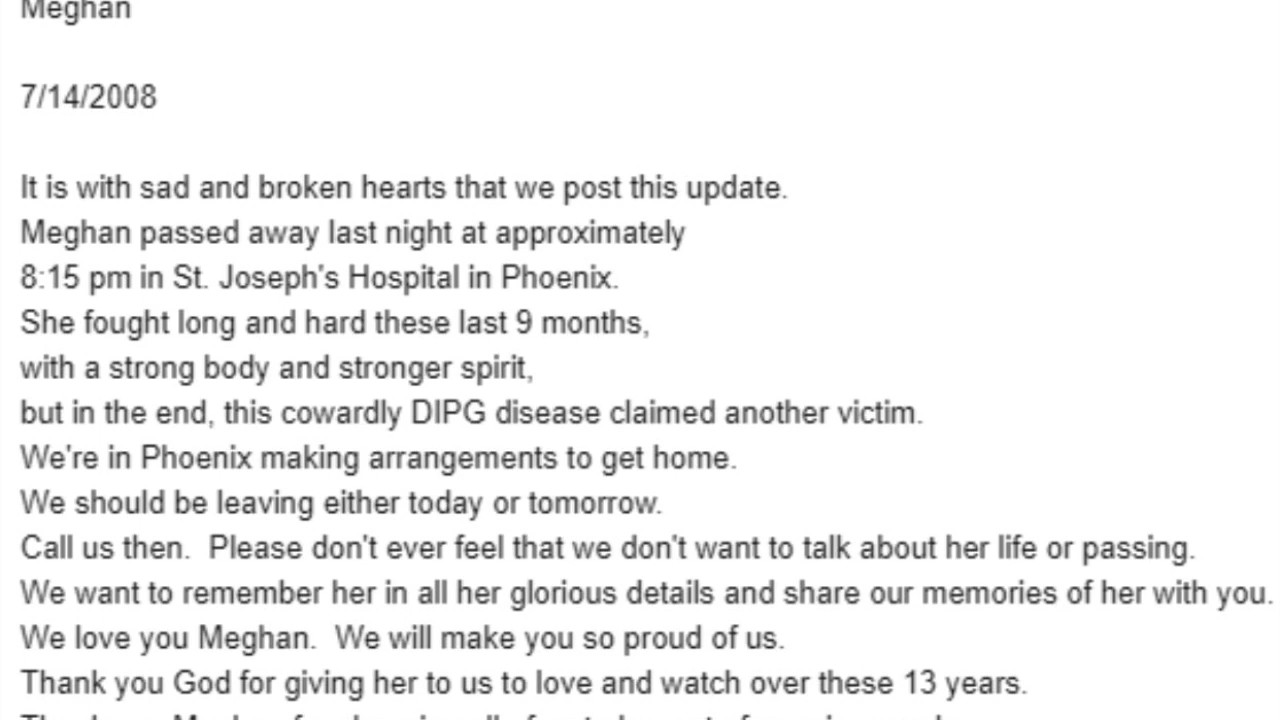 Meghan
7/14/2008
It is with sad and broken hearts that we post this update.
Meghan passed away last night at approximately
8:15 pm in St. Joseph's Hospital in Phoenix.
She fought long and hard these last 9 months,
with a strong body and stronger spirit,
but in the end, this cowardly DIPG disease claimed another victim.
We're in Phoenix making arrangements to get home.
We should be leaving either today or tomorrow.
Call us then.  Please don't ever feel that we don't want to talk about her life or passing.
We want to remember her in all her glorious details and share our memories of her with you.
We love you Meghan.  We will make you so proud of us.
Thank you God for giving her to us to love and watch over these 13 years.